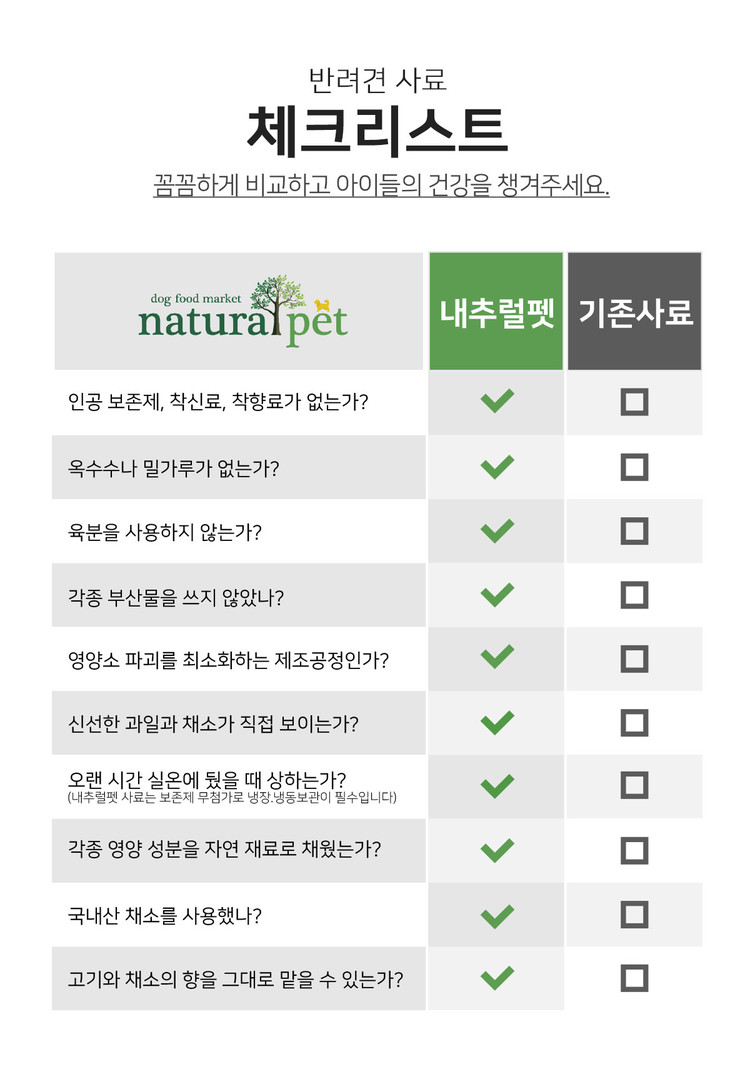 반려견 사료
체크리스트
꼼꼼하게 비교하고 아이들의 건강을 챙겨주세요.
dog food market
natural pet
내추럴펫
기존사료
인공 보존제, 착신료, 착향료가 없는가?
옥수수나 밀가루가 없는가?
육분을 사용하지 않는가?
각종 부산물을 쓰지 않았나?
영양소 파괴를 최소화하는 제조공정인가?
신선한 과일과 채소가 직접 보이는가?
오랜 시간 실온에 뒀을 때 상하는가?
(내추럴펫 사료는 보존제 무첨가로 냉장.냉동보관이 필수입니다)
각종 영양 성분을 자연 재료로 채웠는가?
국내산 채소를 사용했나?
고기와 채소의 향을 그대로 맡을 수 있는가?